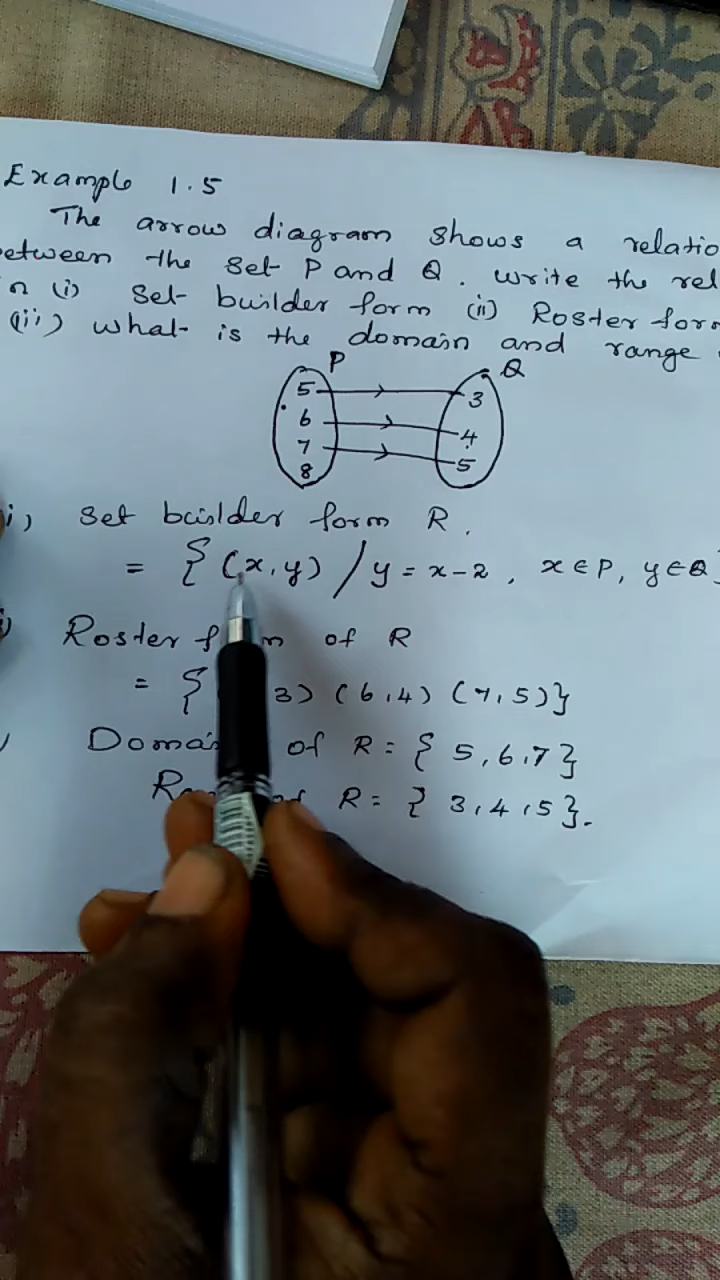 Example 1.5
The arrow diagram shows a relatio
etween the set P and Q. write the rel
n (i) set builder form (ii) Roster for
(iii) what is the domain and range
P Q
5 3
6 4
7 5
8
i) set builder form R.
= {(x,y) / y = x-2, x∈P, y∈Q}
) Roster f m of R
= { 3) (6,4) (7,5)}
) Domai of R = { 5,6,7}
R of R = { 3,4,5}.